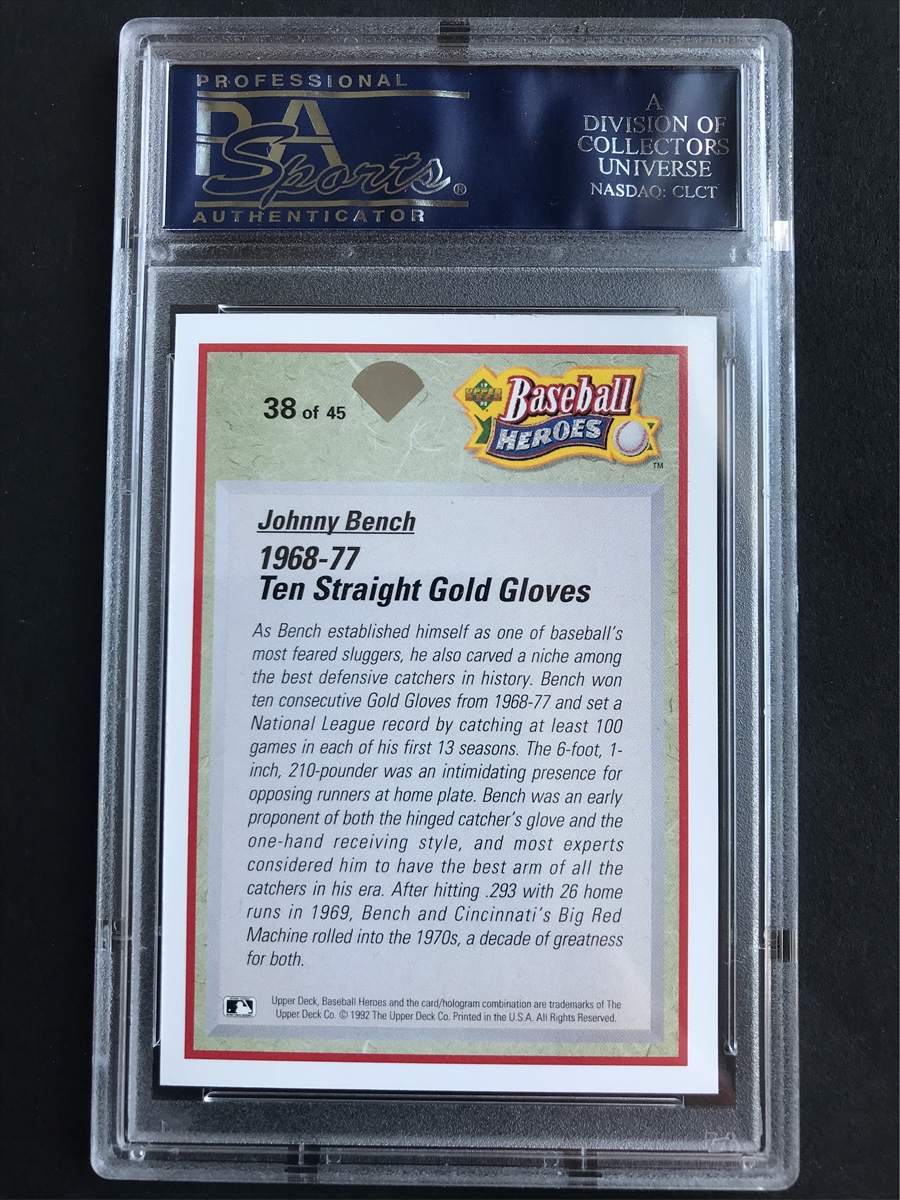 PROFESSIONAL
PSA
Sports®
AUTHENTICATOR
A
DIVISION OF
COLLECTORS
UNIVERSE
NASDAQ: CLCT
38 of 45
UPPER DECK
Baseball
HEROES
TM
Johnny Bench
1968-77
Ten Straight Gold Gloves
As Bench established himself as one of baseball's
most feared sluggers, he also carved a niche among
the best defensive catchers in history. Bench won
ten consecutive Gold Gloves from 1968-77 and set a
National League record by catching at least 100
games in each of his first 13 seasons. The 6-foot, 1-
inch, 210-pounder was an intimidating presence for
opposing runners at home plate. Bench was an early
proponent of both the hinged catcher's glove and the
one-hand receiving style, and most experts
considered him to have the best arm of all the
catchers in his era. After hitting .293 with 26 home
runs in 1969, Bench and Cincinnati's Big Red
Machine rolled into the 1970s, a decade of greatness
for both.
Upper Deck, Baseball Heroes and the card/hologram combination are trademarks of The
Upper Deck Co. © 1992 The Upper Deck Co. Printed in the U.S.A. All Rights Reserved.